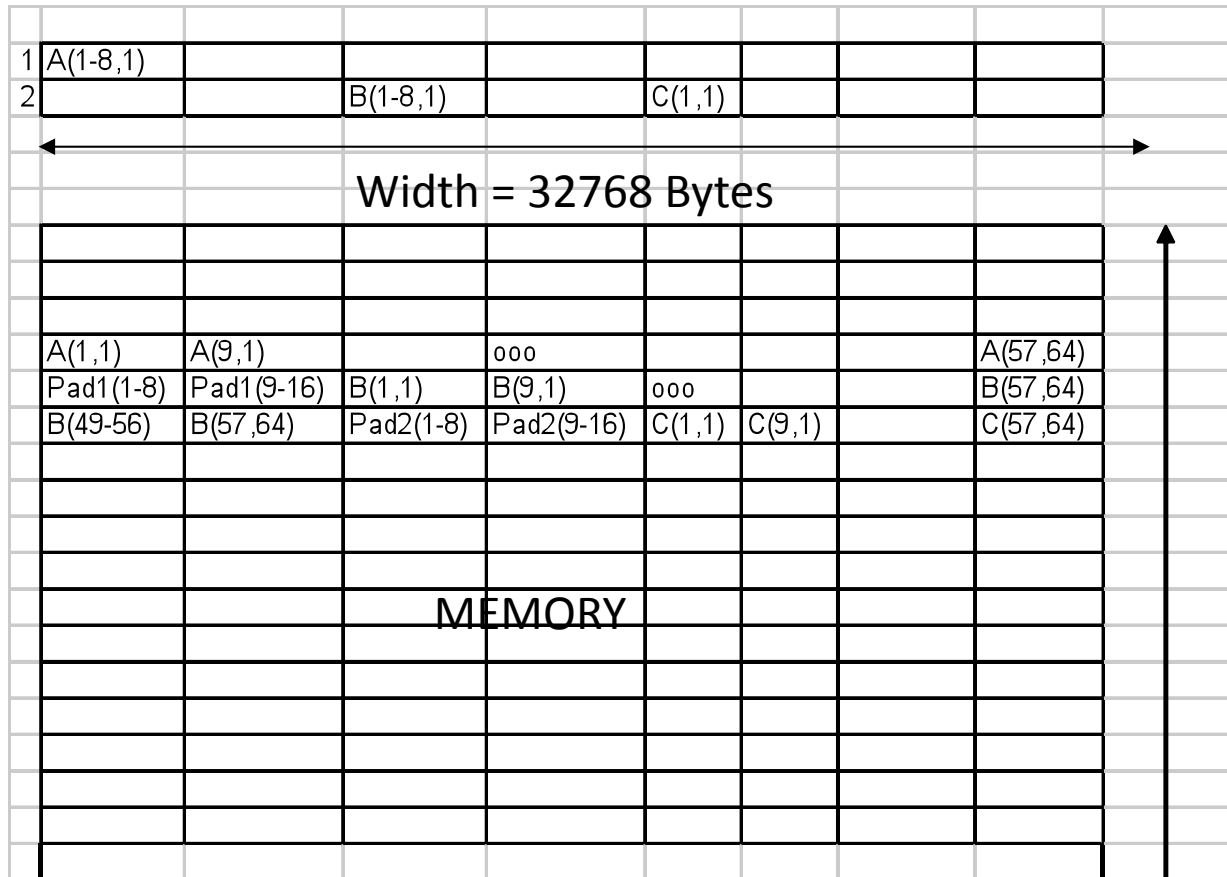 1 A(1-8,1)
2 B(1-8,1) C(1,1)
Width = 32768 Bytes
A(1,1) A(9,1) ooo A(57,64)
Pad1(1-8) Pad1(9-16) B(1,1) B(9,1) ooo B(57,64)
B(49-56) B(57,64) Pad2(1-8) Pad2(9-16) C(1,1) C(9,1) C(57,64)
MEMORY